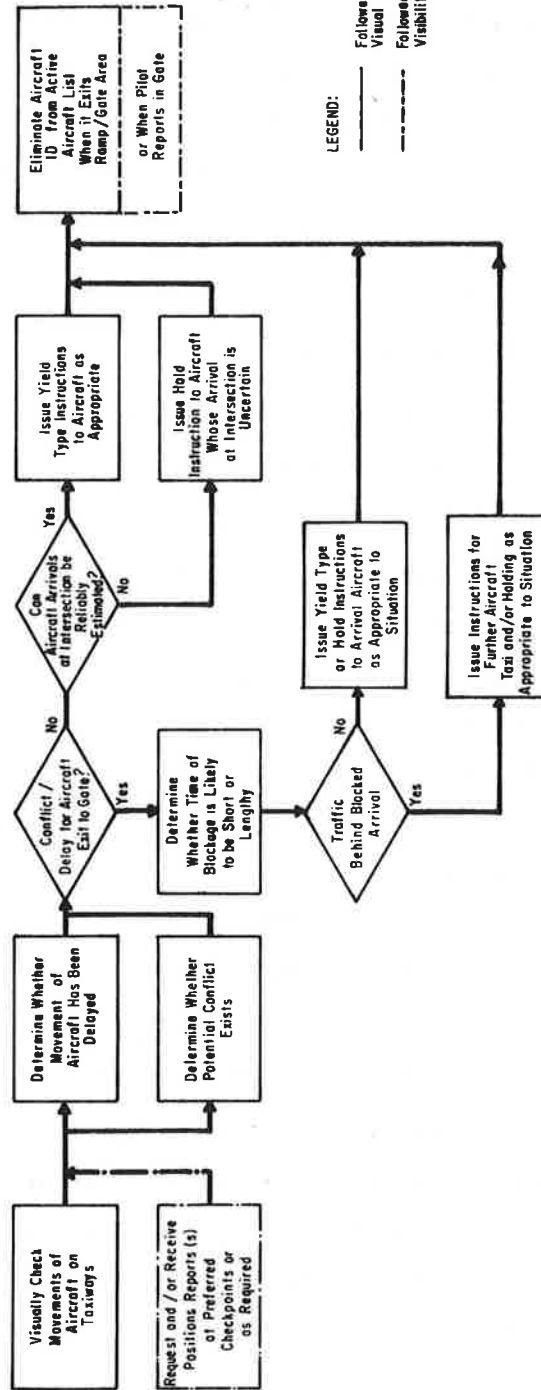 Visually Check
Movements of
Aircraft on
Taxiways
Request and / or Receive
Positions Reports (s)
at Preferred
Checkpoints or
as Required
Determine Whether
Movement of
Aircraft Has Been
Delayed
Determine Whether
Potential Conflict
Exists
Conflict /
Delay for Aircraft
Exit to Gate?
No
Yes
Determine
Whether Time of
Blockage is Likely
to be Short or
Lengthy
Traffic
Behind Blocked
Arrival
No
Yes
Can
Aircraft Arrivals
at Intersection be
Reliably
Estimated?
Yes
No
Issue Yield
Type Instructions
to Aircraft as
Appropriate
Issue Hold
Instruction to Aircraft
Whose Arrival
at Intersection is
Uncertain
Issue Yield Type
or Hold Instructions
to Arrival Aircraft
as Appropriate to
Situation
Issue Instructions for
Further Aircraft
Taxi and/or Holding as
Appropriate to Situation
Eliminate Aircraft
ID from Active
Aircraft List
When it Exits
Ramp/Gate Area
or When Pilot
Reports in Gate
LEGEND:
Visual